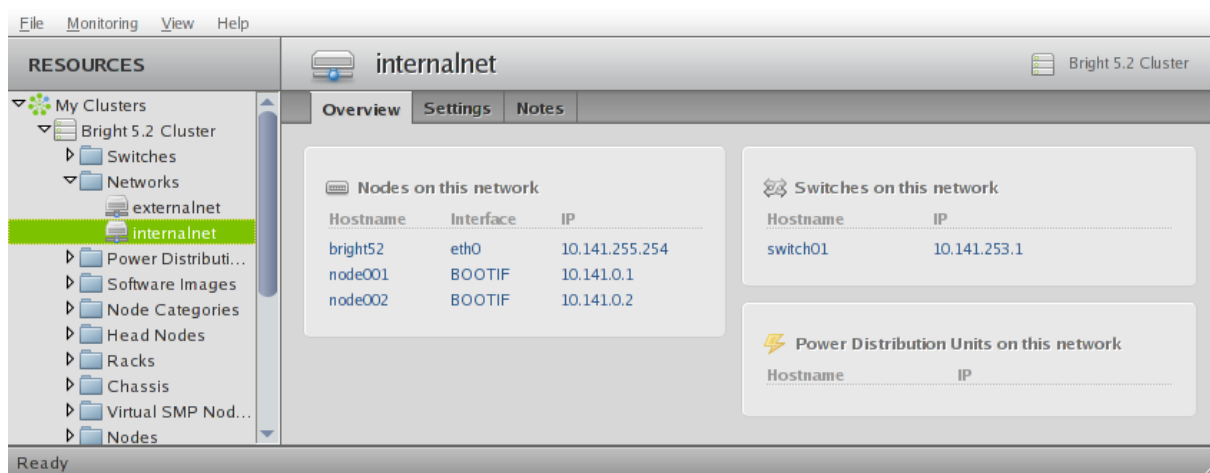 File Monitoring View Help
RESOURCES
My Clusters
Bright 5.2 Cluster
Switches
Networks
externalnet
internalnet
Power Distributi...
Software Images
Node Categories
Head Nodes
Racks
Chassis
Virtual SMP Nod...
Nodes
internalnet
Bright 5.2 Cluster
Overview Settings Notes
Nodes on this network
Hostname Interface IP
bright52 eth0 10.141.255.254
node001 BOOTIF 10.141.0.1
node002 BOOTIF 10.141.0.2
Switches on this network
Hostname IP
switch01 10.141.253.1
Power Distribution Units on this network
Hostname IP
Ready